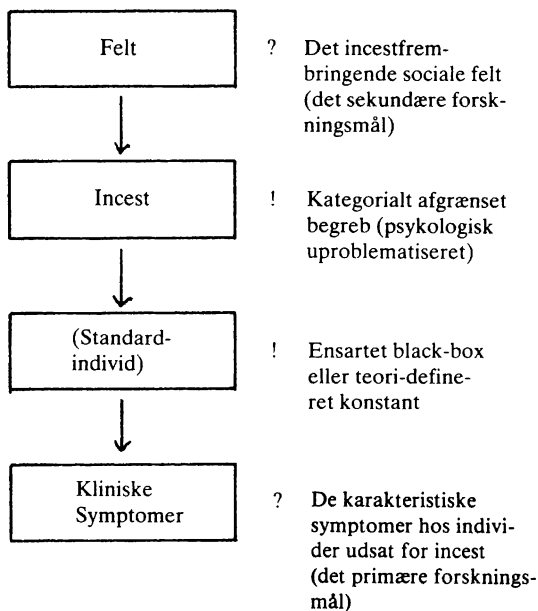 Felt
? Det incestfrem-
bringende sociale felt
(det sekundære forsk-
ningsmål)
Incest
! Kategorialt afgrænset
begreb (psykologisk
uproblematiseret)
(Standard-
individ)
! Ensartet black-box
eller teori-define-
ret konstant
Kliniske
Symptomer
? De karakteristiske
symptomer hos indivi-
der udsat for incest
(det primære forsknings-
mål)